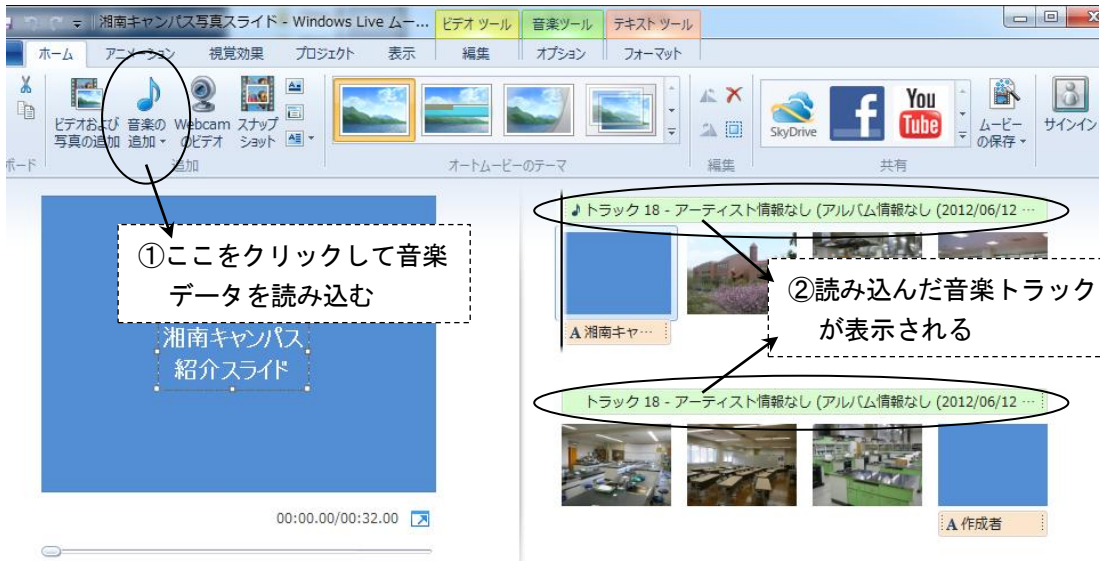 湘南キャンパス写真スライド - Windows Live ムー...
ビデオ ツール
音楽ツール
テキスト ツール
ホーム アニメーション 視覚効果 プロジェクト 表示 編集 オプション フォーマット
ビデオおよび
写真の追加
音楽の
追加
Webcam
のビデオ
スナップ
ショット
SkyDrive
f
You
Tube
ムービー
の保存
サインイン
ード
追加
オートムービーのテーマ
編集
共有
①ここをクリックして音楽
データを読み込む
湘南キャンパス
紹介スライド
00:00.00/00:32.00
トラック 18 - アーティスト情報なし (アルバム情報なし (2012/06/12 …
②読み込んだ音楽トラック
が表示される
A 湘南キャ…
トラック 18 - アーティスト情報なし (アルバム情報なし (2012/06/12 …
A 作成者